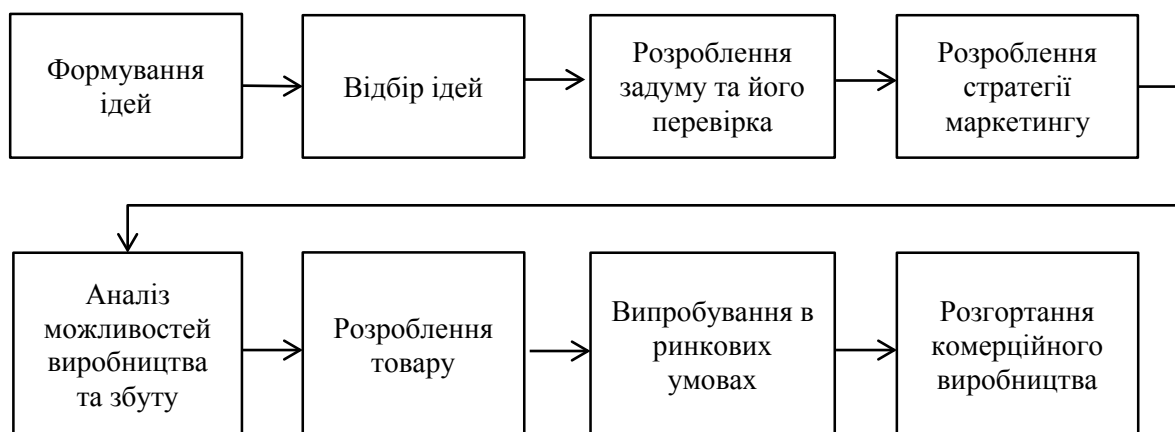 Формування
ідей
Відбір ідей
Розроблення
задуму та його
перевірка
Розроблення
стратегії
маркетингу
Аналіз
можливостей
виробництва
та збуту
Розроблення
товару
Випробування в
ринкових
умовах
Розгортання
комерційного
виробництва